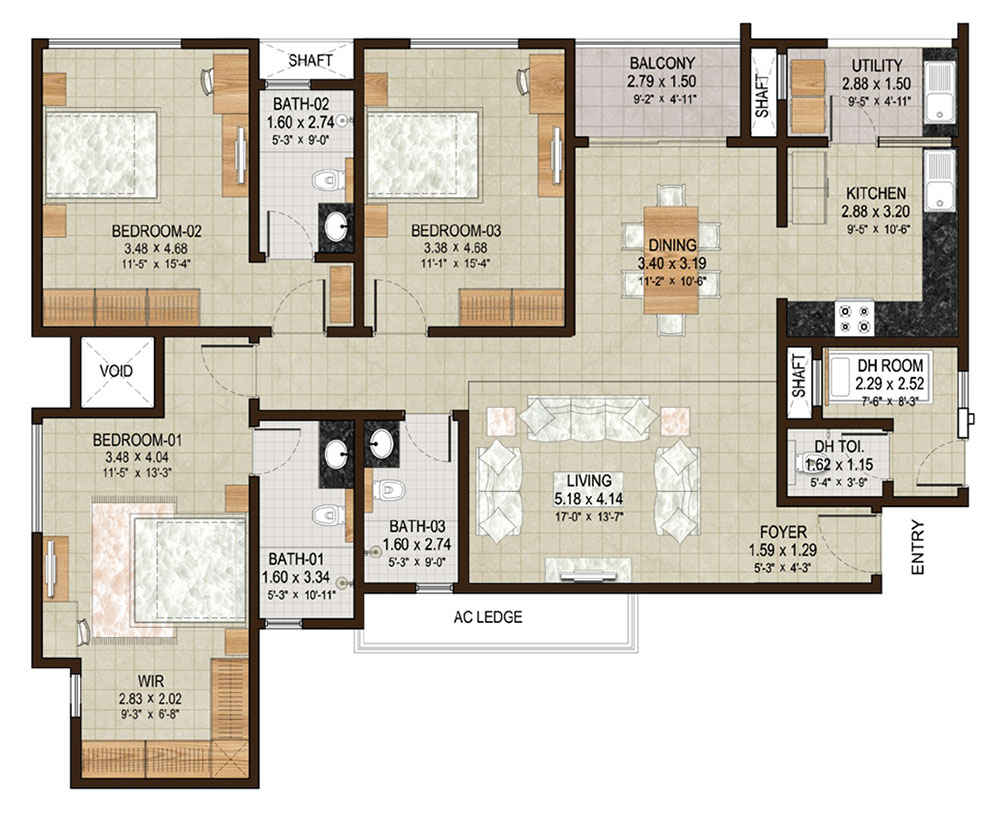 SHAFT
BALCONY
2.79 x 1.50
9'-2" x 4'-11"
SHAFT
UTILITY
2.88 x 1.50
9'-5" x 4'-11"
BATH-02
1.60 x 2.74
5'-3" x 9'-0"
KITCHEN
2.88 x 3.20
9'-5" x 10'-6"
BEDROOM-02
3.48 x 4.68
11'-5" x 15'-4"
BEDROOM-03
3.38 x 4.68
11'-1" x 15'-4"
DINING
3.40 x 3.19
11'-2" x 10'-6"
VOID
SHAFT
DH ROOM
2.29 x 2.52
7'-6" x 8'-3"
BEDROOM-01
3.48 x 4.04
11'-5" x 13'-3"
DH TOI.
1.62 x 1.15
5'-4" x 3'-9"
LIVING
5.18 x 4.14
17'-0" x 13'-7"
BATH-03
1.60 x 2.74
5'-3" x 9'-0"
FOYER
1.59 x 1.29
5'-3" x 4'-3"
ENTRY
BATH-01
1.60 x 3.34
5'-3" x 10'-11"
AC LEDGE
WIR
2.83 x 2.02
9'-3" x 6'-8"